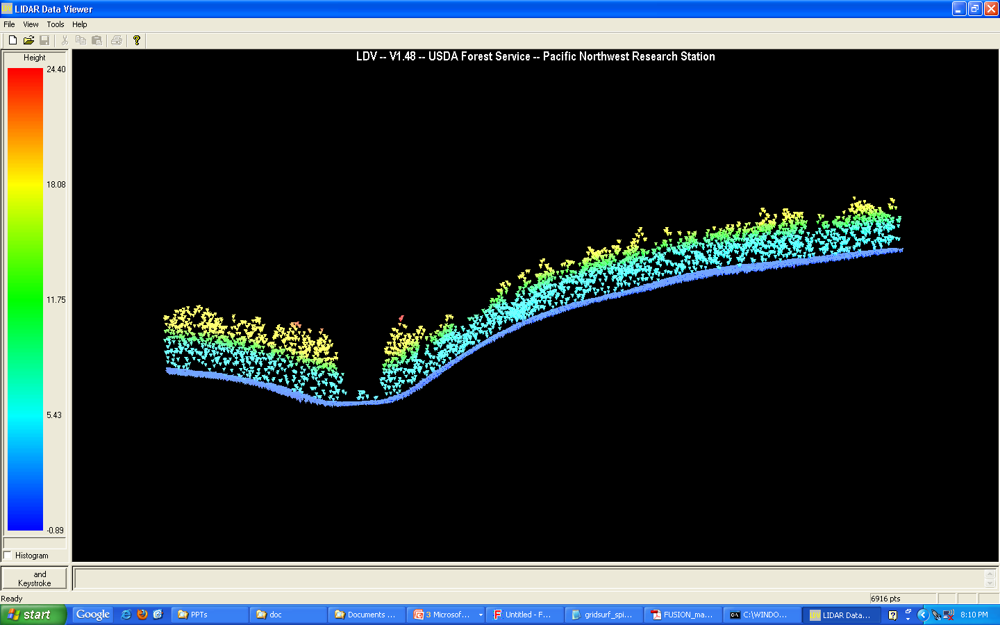 LIDAR Data Viewer
File View Tools Help
LDV -- V1.48 -- USDA Forest Service -- Pacific Northwest Research Station
Height
24.40
18.08
11.75
5.43
-0.89
Histogram
and
Keystroke
Ready
6916 pts
start
Google
PPTs
doc
Documents ...
3 Microsof...
Untitled - F...
gridsurf_spi...
FUSION_ma...
C:\WINDO...
LIDAR Data...
8:10 PM